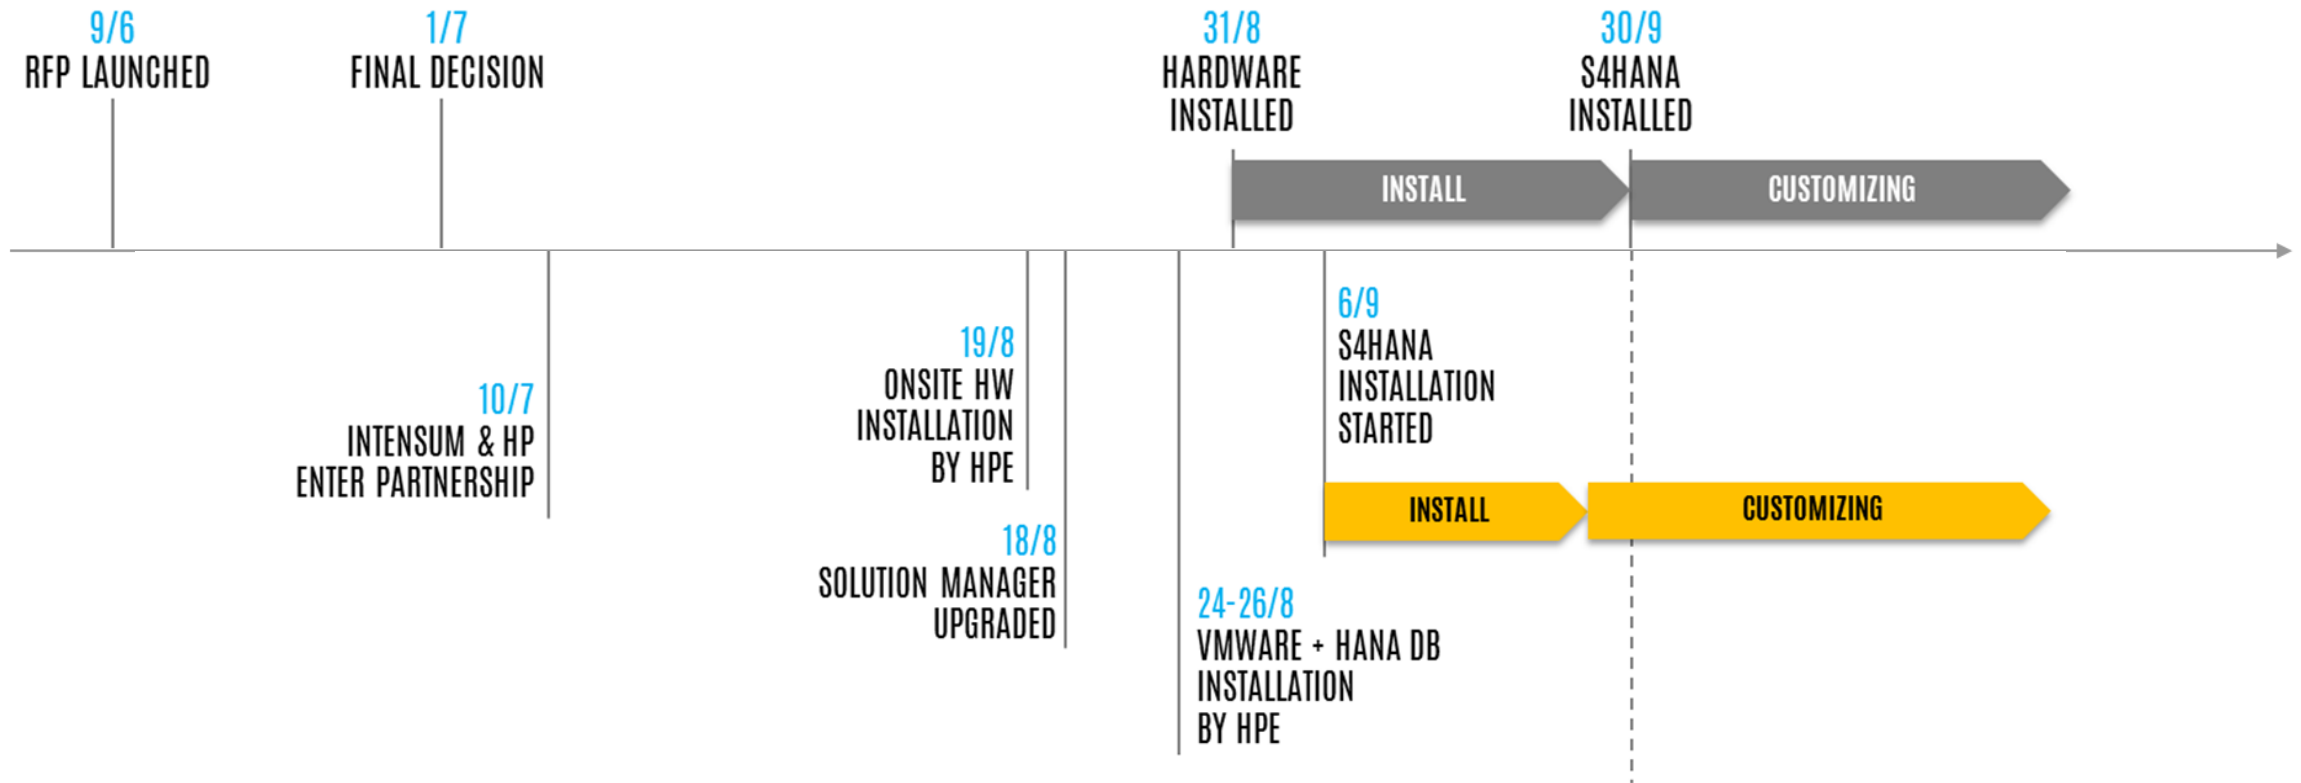 9/6
RFP LAUNCHED
1/7
FINAL DECISION
31/8
HARDWARE
INSTALLED
30/9
S4HANA
INSTALLED
INSTALL
CUSTOMIZING
10/7
INTENSUM & HP
ENTER PARTNERSHIP
19/8
ONSITE HW
INSTALLATION
BY HPE
18/8
SOLUTION MANAGER
UPGRADED
24-26/8
VMWARE + HANA DB
INSTALLATION
BY HPE
6/9
S4HANA
INSTALLATION
STARTED
INSTALL
CUSTOMIZING